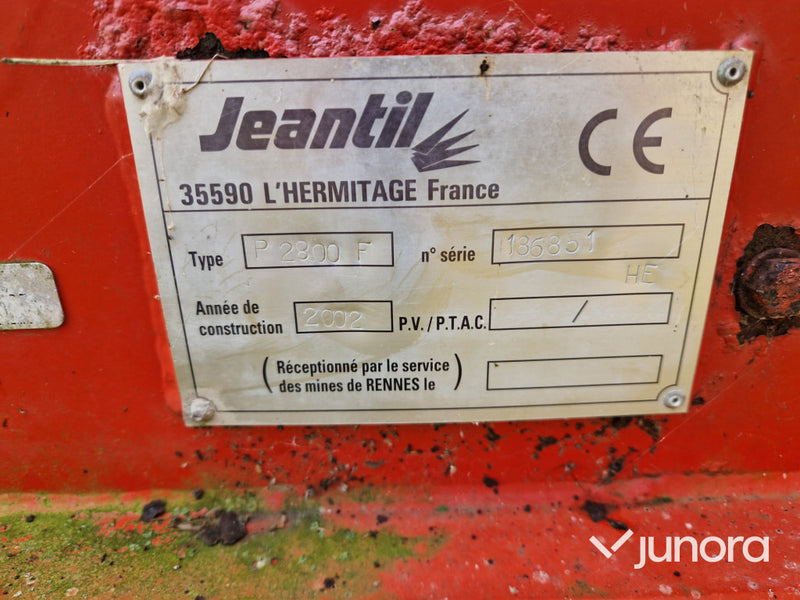 Jeantil CE
35590 L'HERMITAGE France
Type P 2800 F n° série 186851
HE
Année de construction 2002 P.V./P.T.A.C. /
(Réceptionné par le service
des mines de RENNES le)
junora